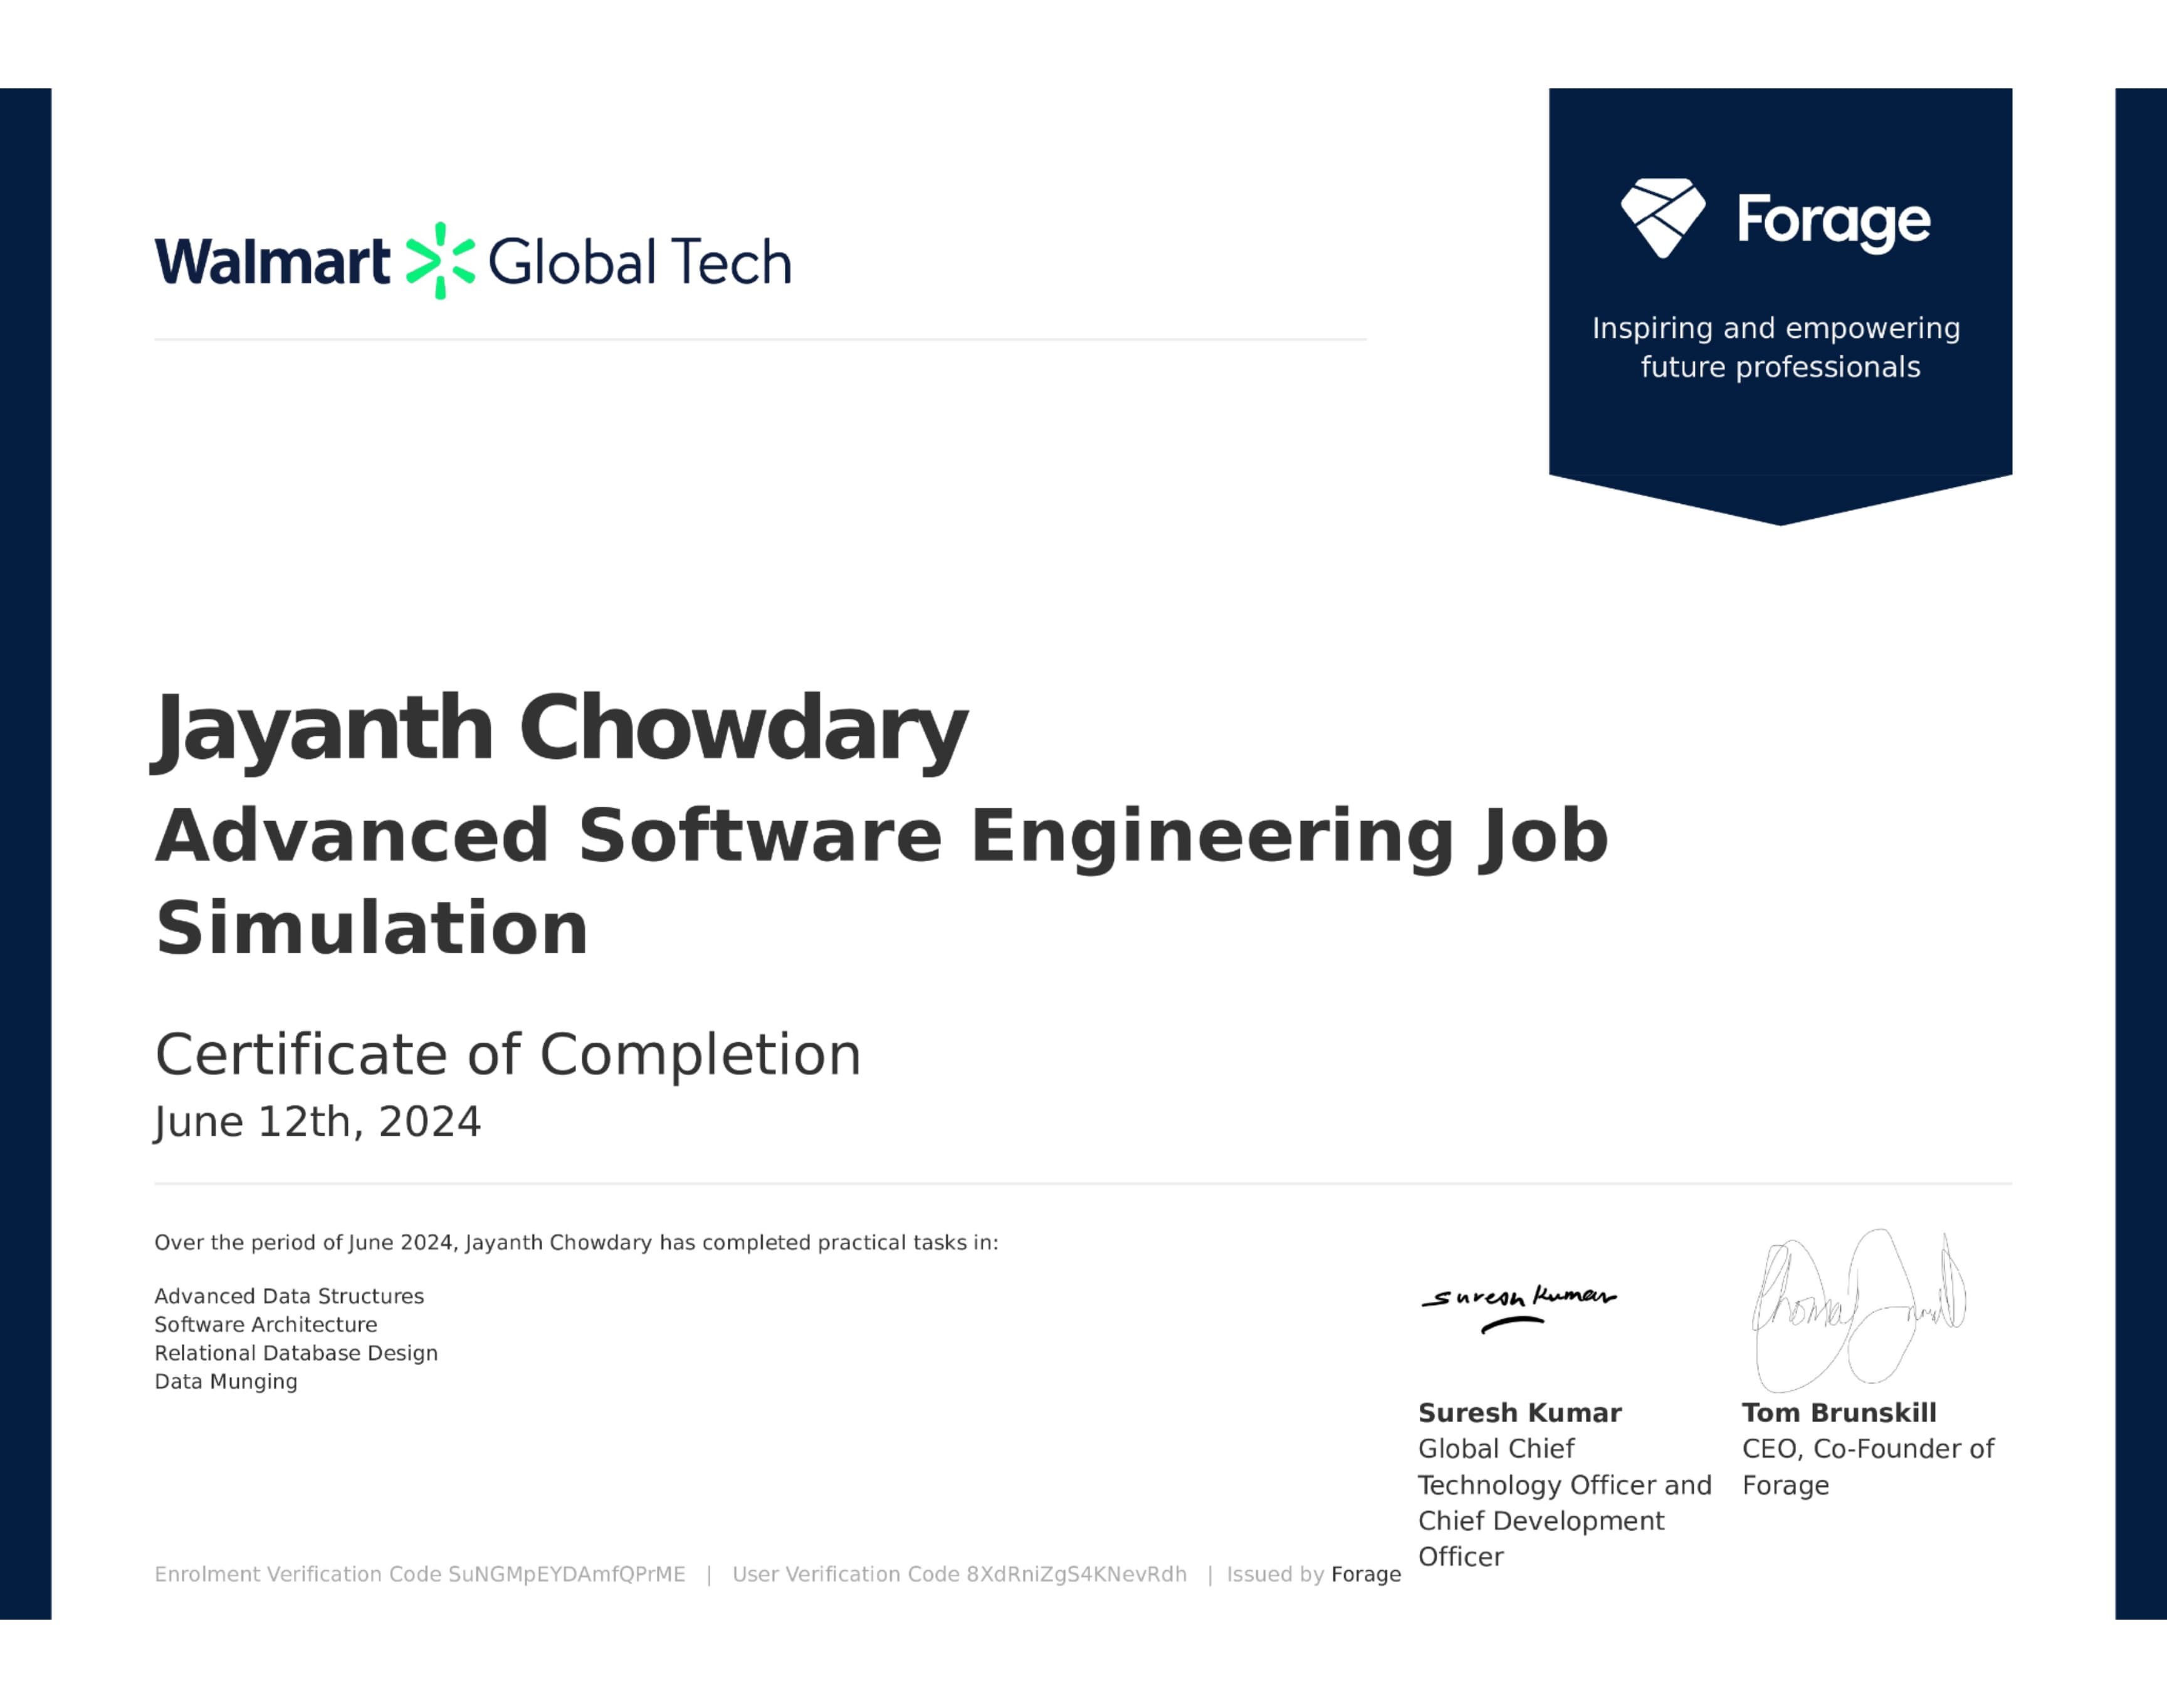 Walmart Global Tech
Forage
Inspiring and empowering
future professionals
Jayanth Chowdary
Advanced Software Engineering Job
Simulation
Certificate of Completion
June 12th, 2024
Over the period of June 2024, Jayanth Chowdary has completed practical tasks in:
Advanced Data Structures
Software Architecture
Relational Database Design
Data Munging
Suresh Kumar
Suresh Kumar
Global Chief
Technology Officer and
Chief Development
Officer
Tom Brunskill
CEO, Co-Founder of
Forage
Enrolment Verification Code SuNGMpEYDAmfQPrME | User Verification Code 8XdRniZgS4KNevRdh | Issued by Forage